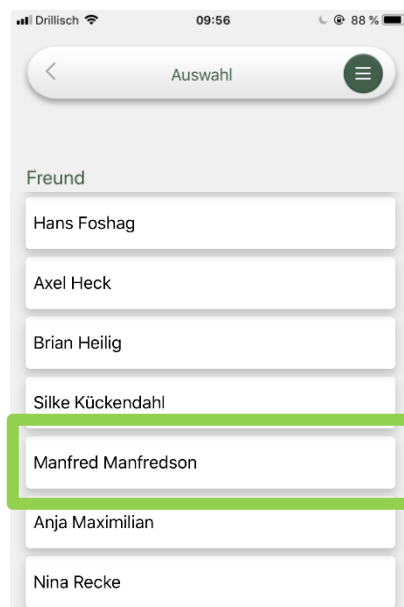 Drillisch 09:56 88 %
Auswahl
Freund
Hans Foshag
Axel Heck
Brian Heilig
Silke Kückendahl
Manfred Manfredson
Anja Maximilian
Nina Recke